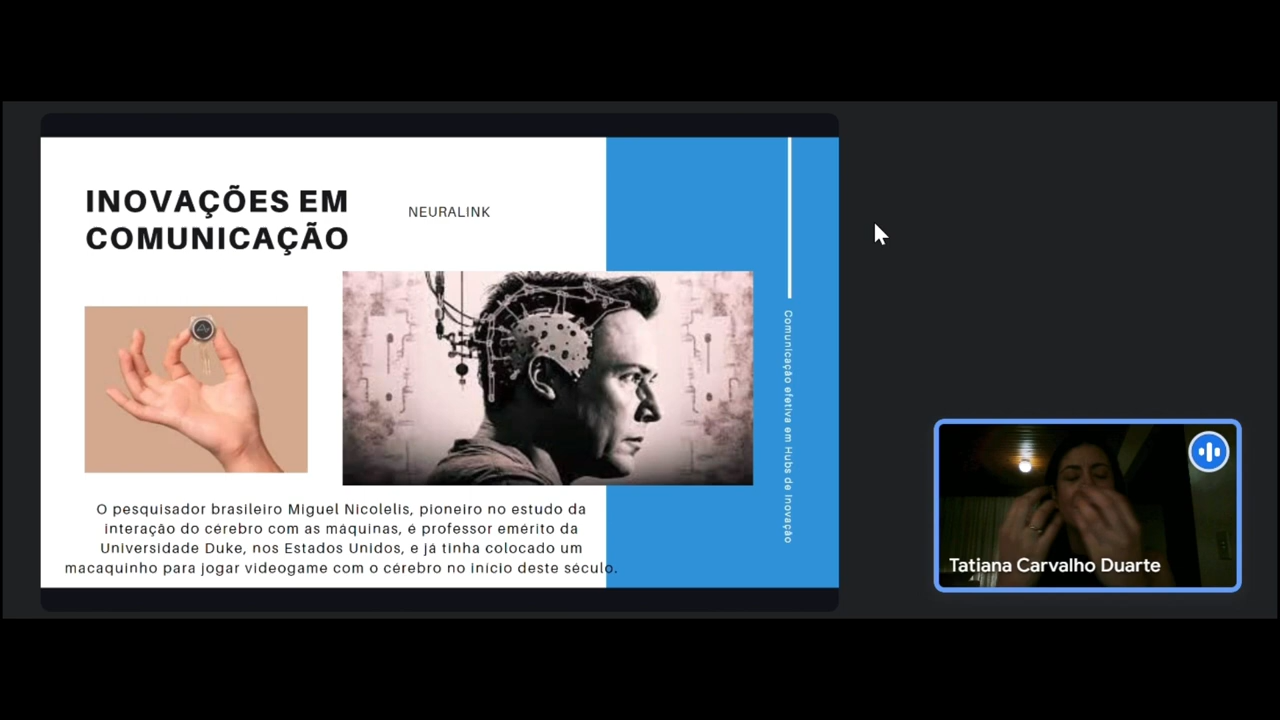 INOVAÇÕES EM
COMUNICAÇÃO
NEURALINK
O pesquisador brasileiro Miguel Nicolelis, pioneiro no estudo da
interação do cérebro com as máquinas, é professor emérito da
Universidade Duke, nos Estados Unidos, e já tinha colocado um
macaquinho para jogar videogame com o cérebro no início deste século.
Comunicação efetiva em Hubs de Inovação
Tatiana Carvalho Duarte